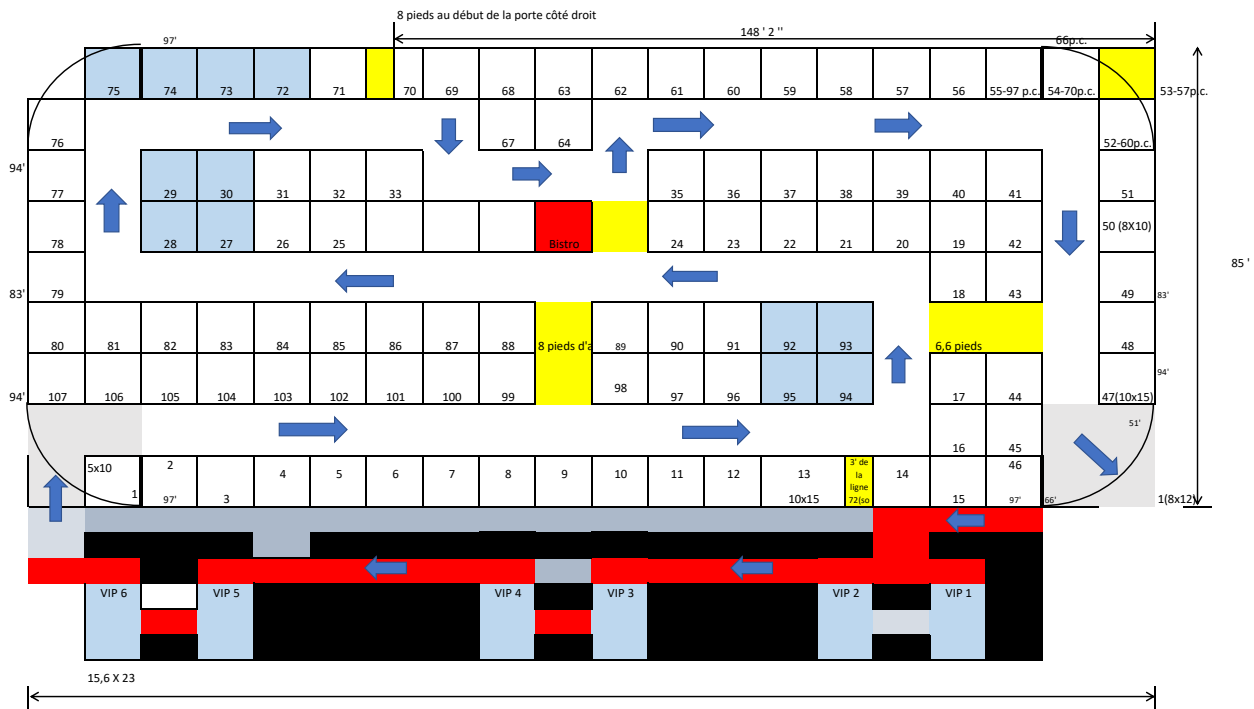 8 pieds au début de la porte côté droit
148 ' 2 ''
97'
66p.c.
75 74 73 72 71 70 69 68 63 62 61 60 59 58 57 56 55-97 p.c. 54-70p.c. 53-57p.c.
76 67 64 52-60p.c.
94'
77 29 30 31 32 33 35 36 37 38 39 40 41 51
50 (8X10)
78 28 27 26 25 Bistro 24 23 22 21 20 19 42
85 '
83' 79 18 43 49 83'
80 81 82 83 84 85 86 87 88 8 pieds d'a 89 90 91 92 93 6,6 pieds 48
94'
98
94' 107 106 105 104 103 102 101 100 99 97 96 95 94 17 44 47(10x15)
51'
16 45
5x10 2 4 5 6 7 8 9 10 11 12 13 14 46
3' de
la
ligne
72(so
1 97' 3 10x15 15 97' 66' 1(8x12)
VIP 6 VIP 5 VIP 4 VIP 3 VIP 2 VIP 1
15,6 X 23